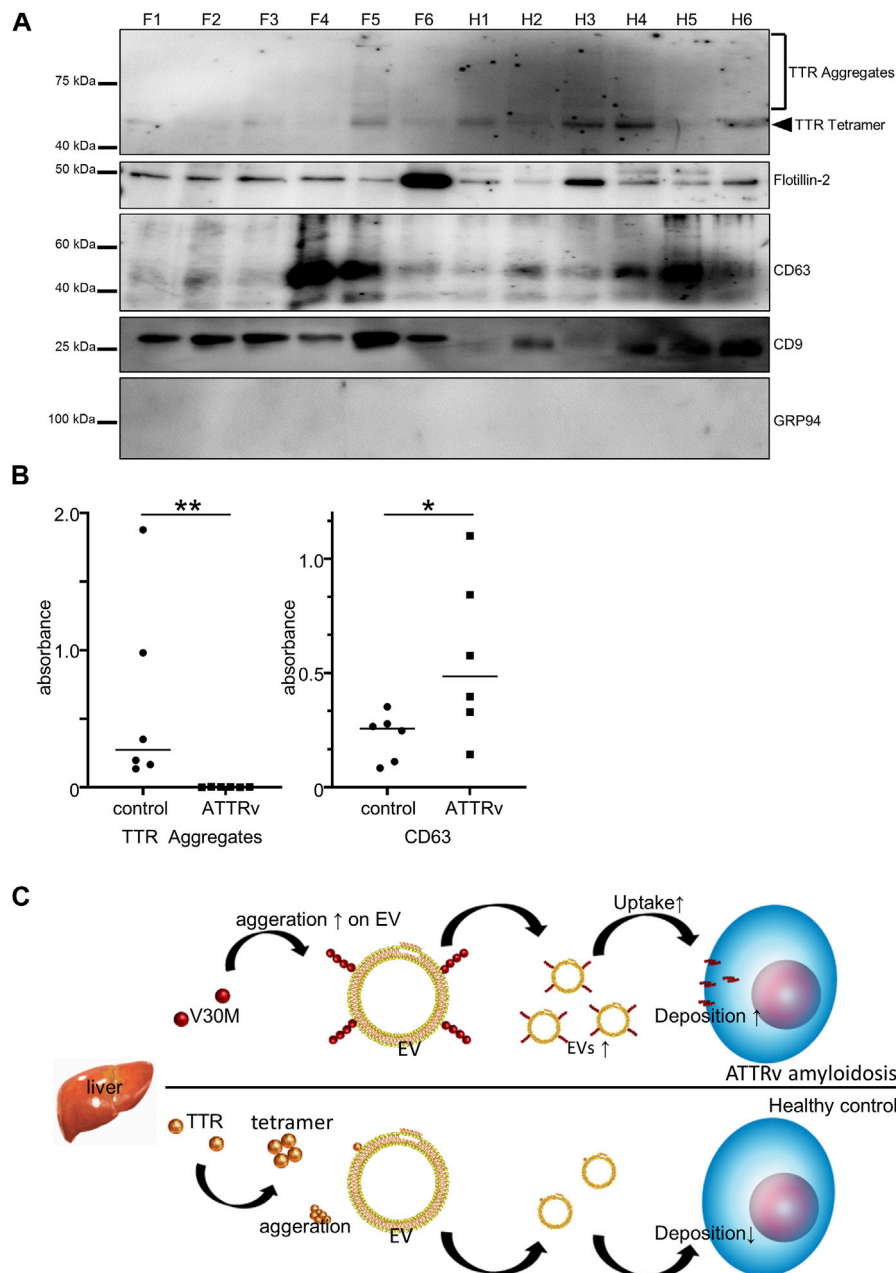 A
F1 F2 F3 F4 F5 F6 H1 H2 H3 H4 H5 H6
75 kDa
TTR Aggregates
TTR Tetramer
40 kDa
50 kDa
Flotillin-2
60 kDa
CD63
40 kDa
25 kDa
CD9
100 kDa
GRP94
B
** *
2.0
1.0
0
absorbance
control ATTRv
TTR Aggregates
1.0
0.5
0
absorbance
control ATTRv
CD63
C
aggeration ↑ on EV
Uptake↑
V30M
EV
EVs ↑
Deposition ↑
ATTRv amyloidosis
liver
Healthy control
TTR
tetramer
aggeration
EV
Deposition↓